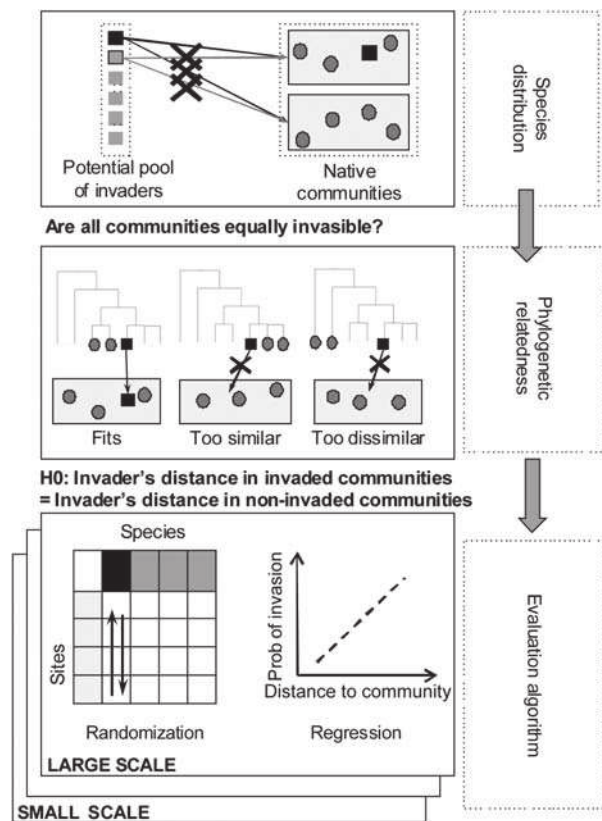 Potential pool
of invaders
Native
communities
Species
distribution
Are all communities equally invasible?
Fits
Too similar
Too dissimilar
Phylogenetic
relatedness
H0: Invader's distance in invaded communities
= Invader's distance in non-invaded communities
Species
Sites
Randomization
Prob of invasion
Distance to community
Regression
LARGE SCALE
SMALL SCALE
Evaluation algorithm